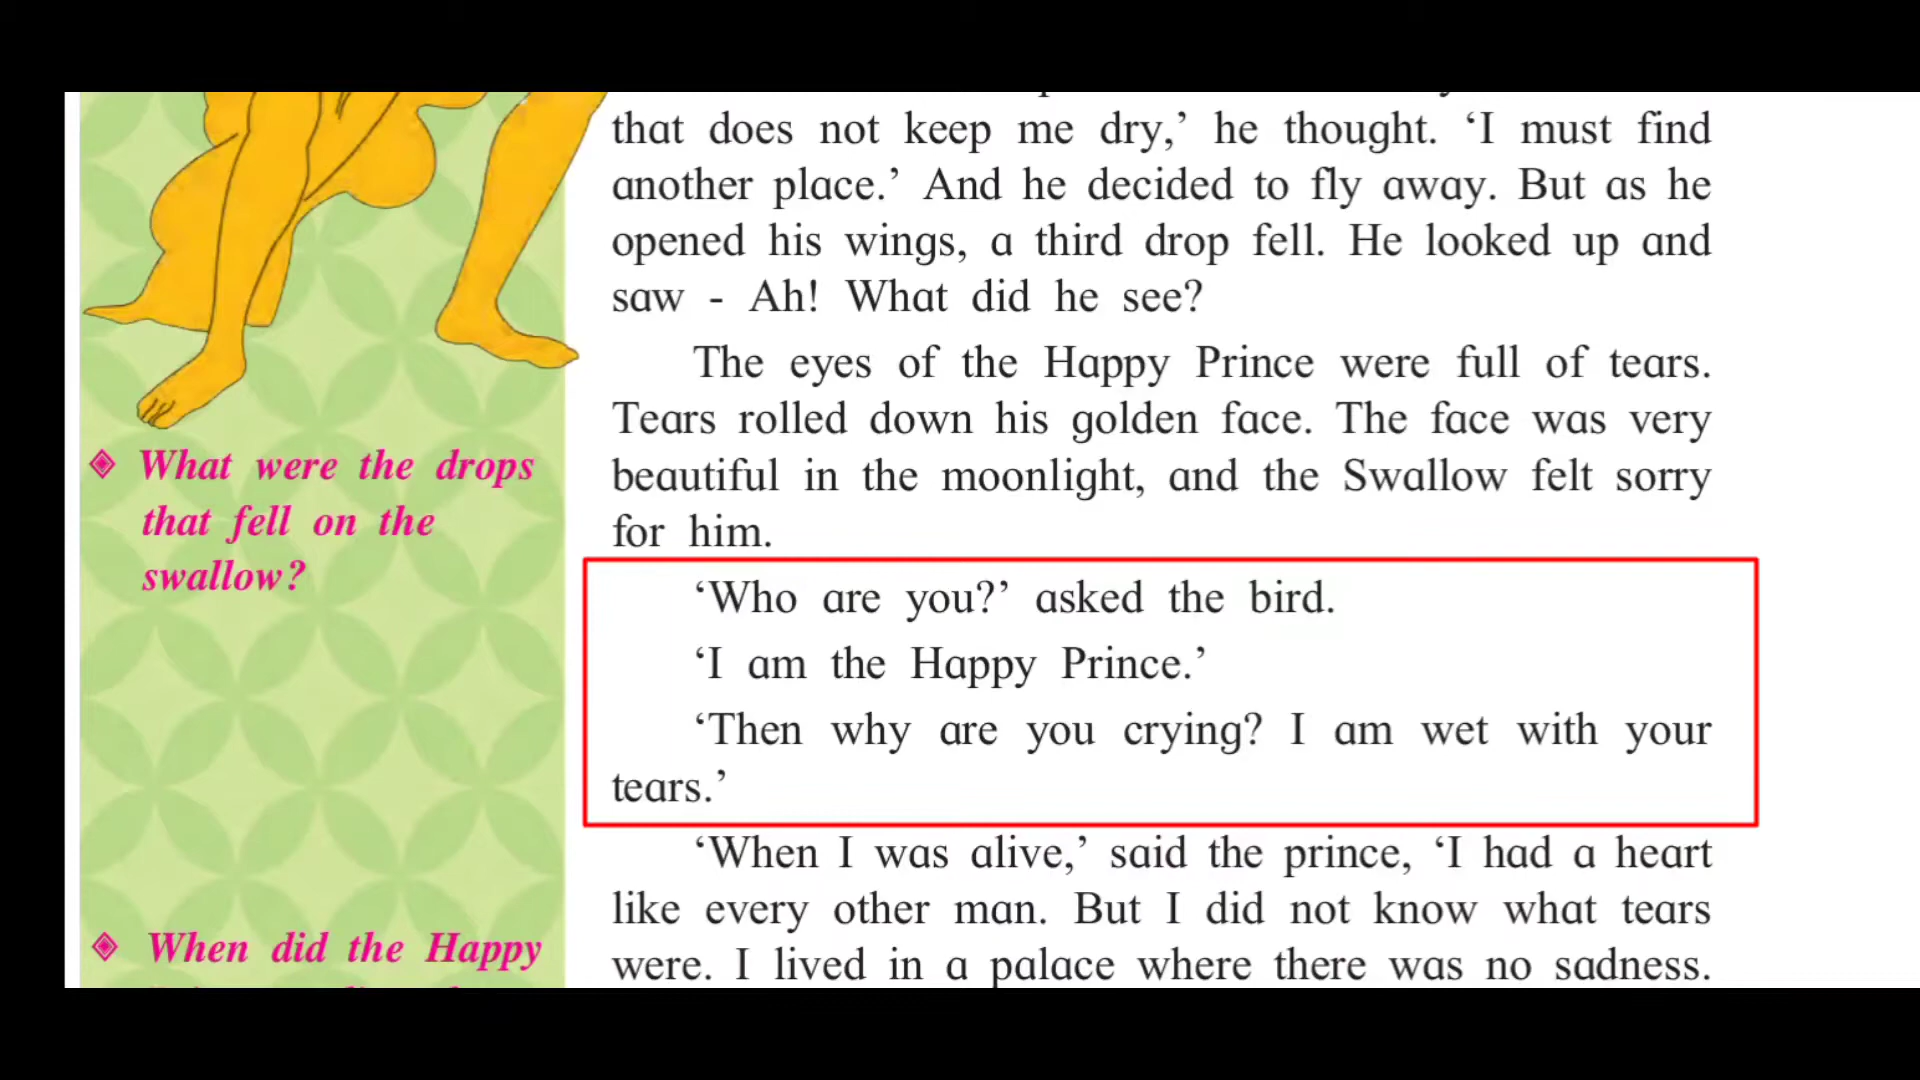 that does not keep me dry,’ he thought. ‘I must find
another place.’ And he decided to fly away. But as he
opened his wings, a third drop fell. He looked up and
saw - Ah! What did he see?
The eyes of the Happy Prince were full of tears.
Tears rolled down his golden face. The face was very
beautiful in the moonlight, and the Swallow felt sorry
for him.
‘Who are you?’ asked the bird.
‘I am the Happy Prince.’
‘Then why are you crying? I am wet with your
tears.’
‘When I was alive,’ said the prince, ‘I had a heart
like every other man. But I did not know what tears
were. I lived in a palace where there was no sadness.
What were the drops
that fell on the
swallow?
When did the Happy